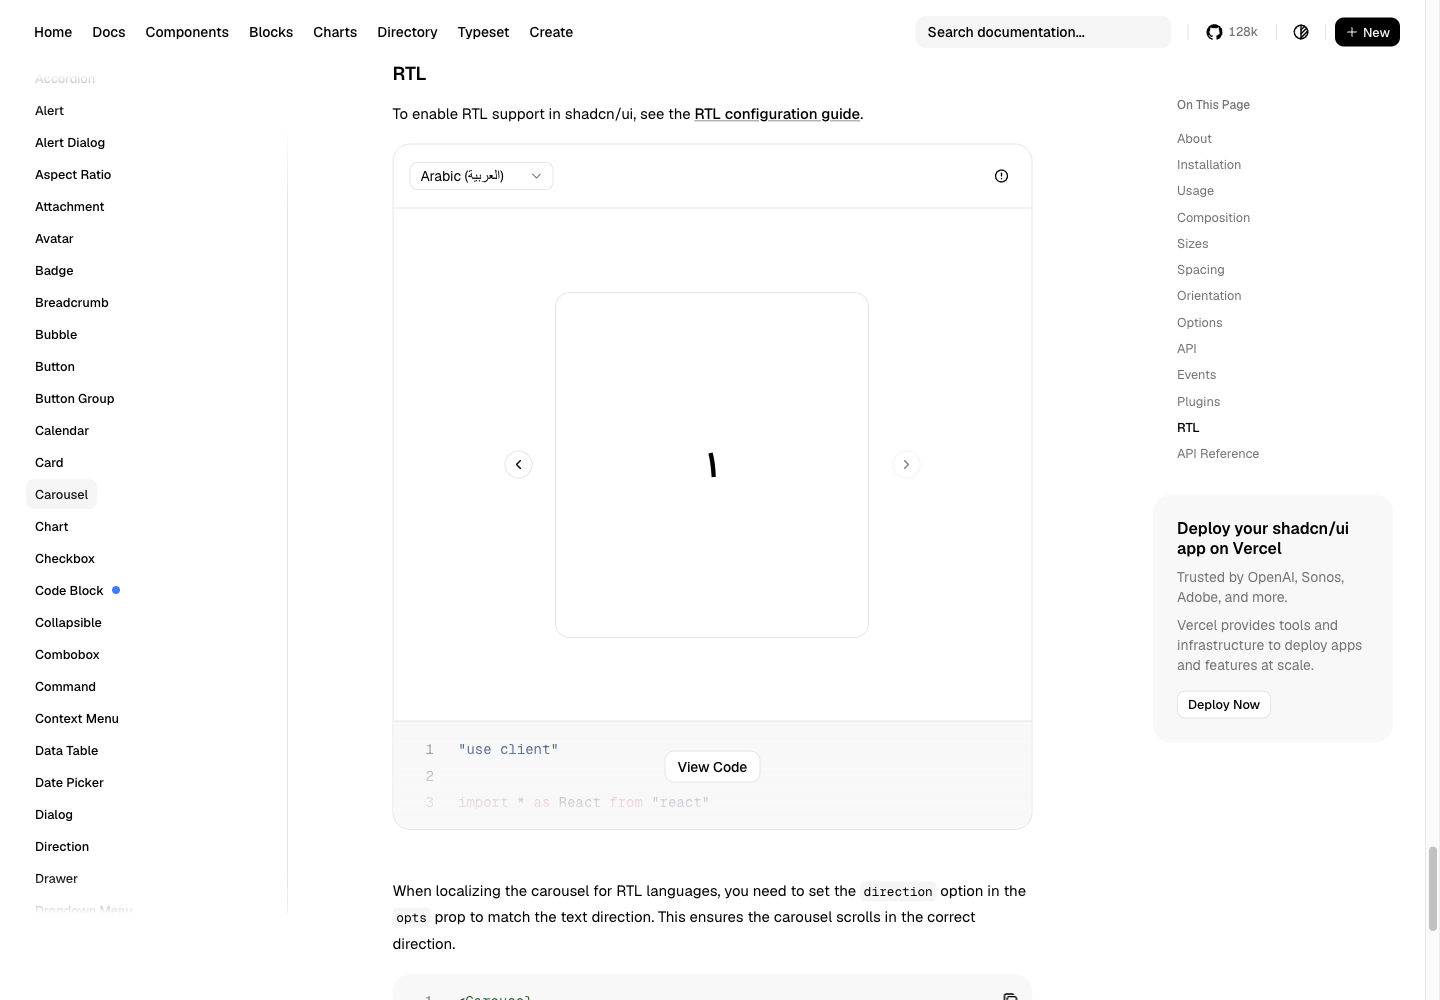 Home Docs Components Blocks Charts Directory Typeset Create
Search documentation...
128k
New
Accordion
Alert
Alert Dialog
Aspect Ratio
Attachment
Avatar
Badge
Breadcrumb
Bubble
Button
Button Group
Calendar
Card
Carousel
Chart
Checkbox
Code Block
Collapsible
Combobox
Command
Context Menu
Data Table
Date Picker
Dialog
Direction
Drawer
Dropdown Menu
RTL
To enable RTL support in shadcn/ui, see the RTL configuration guide.
Arabic (العربية)
١
1 "use client"
2
View Code
3 import * as React from "react"
When localizing the carousel for RTL languages, you need to set the direction option in the
opts prop to match the text direction. This ensures the carousel scrolls in the correct
direction.
1 <Carousel
On This Page
About
Installation
Usage
Composition
Sizes
Spacing
Orientation
Options
API
Events
Plugins
RTL
API Reference
Deploy your shadcn/ui
app on Vercel
Trusted by OpenAI, Sonos,
Adobe, and more.
Vercel provides tools and
infrastructure to deploy apps
and features at scale.
Deploy Now